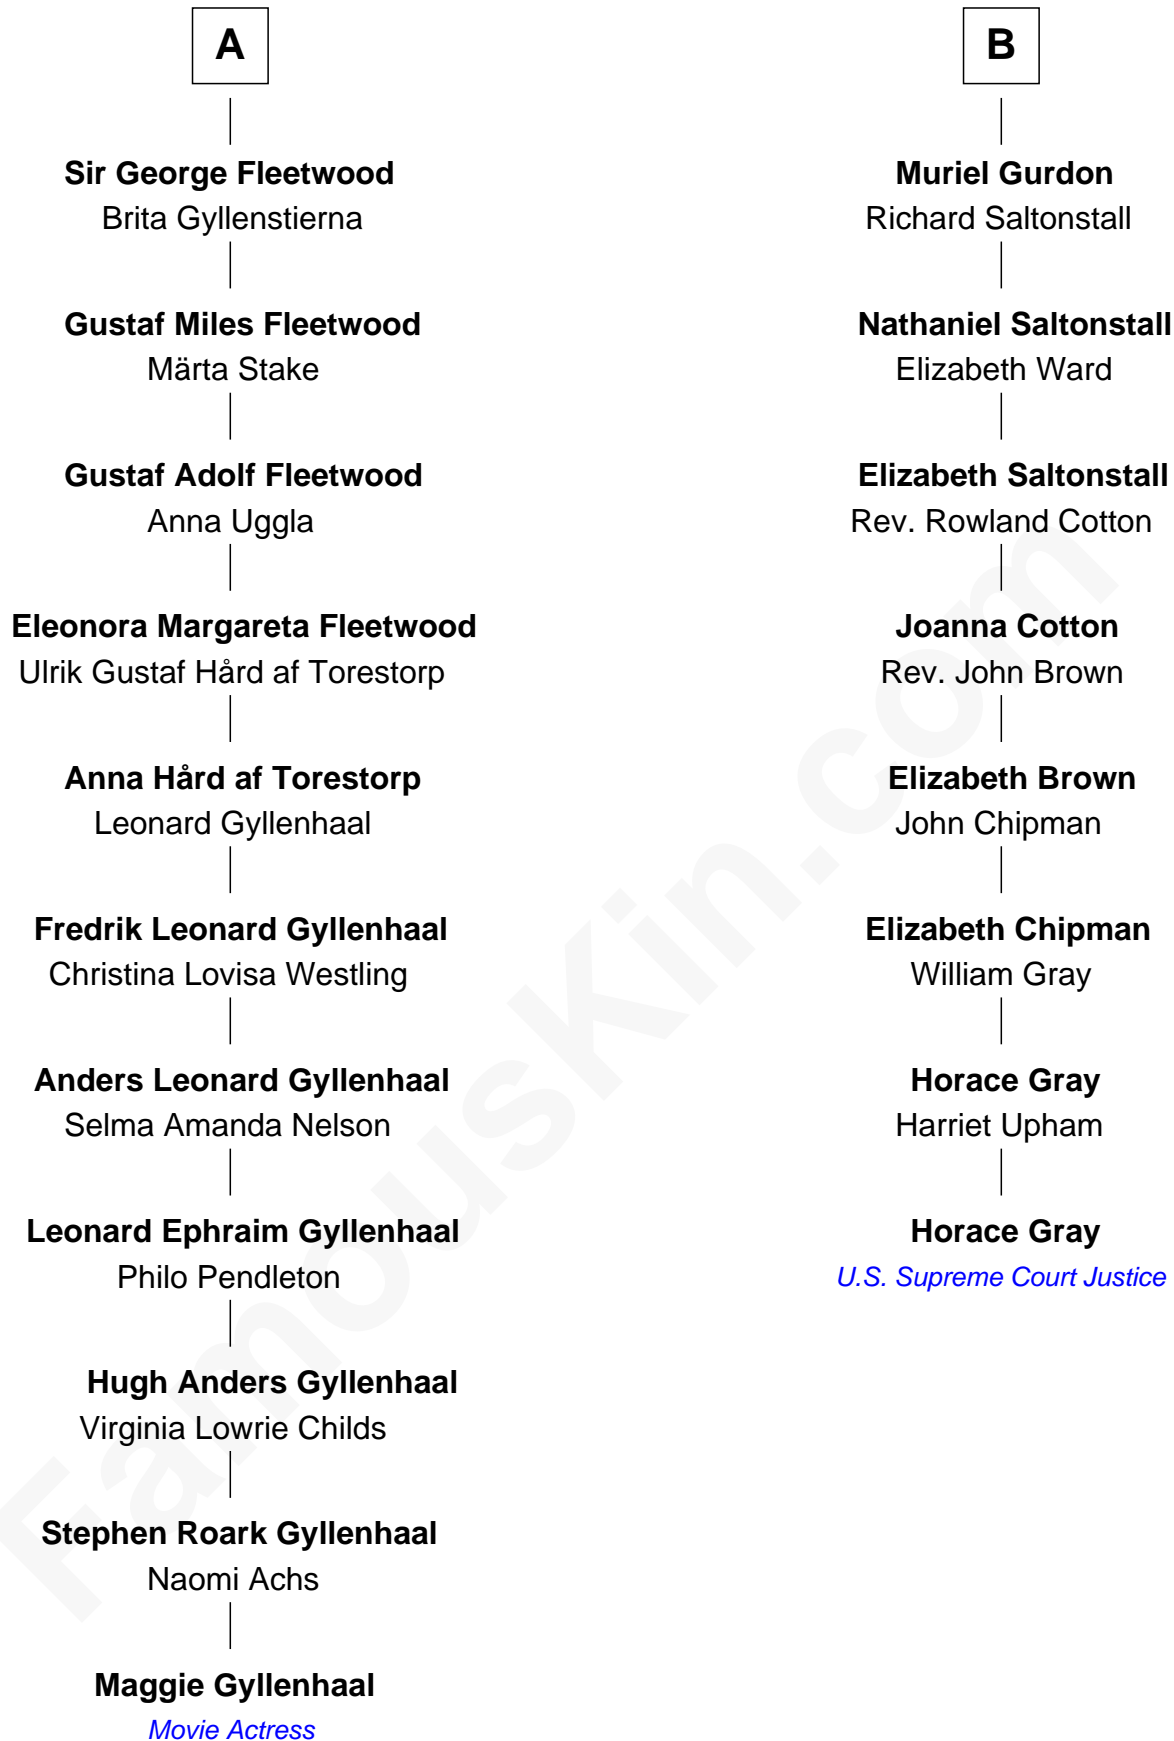 A
Sir George Fleetwood
Brita Gyllenstierna
Gustaf Miles Fleetwood
Märta Stake
Gustaf Adolf Fleetwood
Anna Uggla
Eleonora Margareta Fleetwood
Ulrik Gustaf Hård af Torestorp
Anna Hård af Torestorp
Leonard Gyllenhaal
Fredrik Leonard Gyllenhaal
Christina Lovisa Westling
Anders Leonard Gyllenhaal
Selma Amanda Nelson
Leonard Ephraim Gyllenhaal
Philo Pendleton
Hugh Anders Gyllenhaal
Virginia Lowrie Childs
Stephen Roark Gyllenhaal
Naomi Achs
Maggie Gyllenhaal
Movie Actress
B
Muriel Gurdon
Richard Saltonstall
Nathaniel Saltonstall
Elizabeth Ward
Elizabeth Saltonstall
Rev. Rowland Cotton
Joanna Cotton
Rev. John Brown
Elizabeth Brown
John Chipman
Elizabeth Chipman
William Gray
Horace Gray
Harriet Upham
Horace Gray
U.S. Supreme Court Justice
FamousKin.com